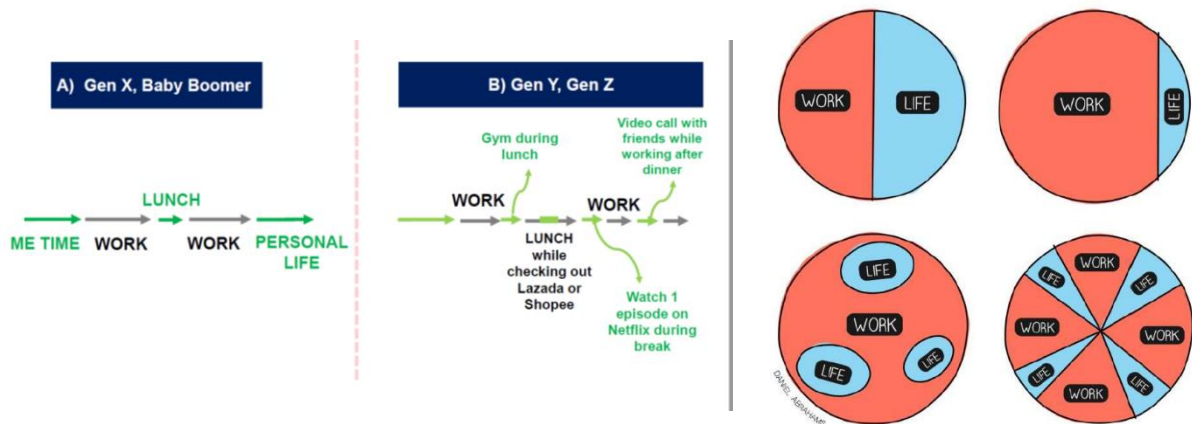 A) Gen X, Baby Boomer
LUNCH
ME TIME
WORK
WORK
PERSONAL
LIFE
B) Gen Y, Gen Z
Gym during
lunch
Video call with
friends while
working after
dinner
WORK
WORK
LUNCH
while
checking out
Lazada or
Shopee
Watch 1
episode on
Netflix during
break
WORK
LIFE
WORK
LIFE
LIFE
WORK
LIFE
LIFE
DANIEL ABRAHAMS
WORK
LIFE
LIFE
WORK
WORK
LIFE
LIFE
WORK